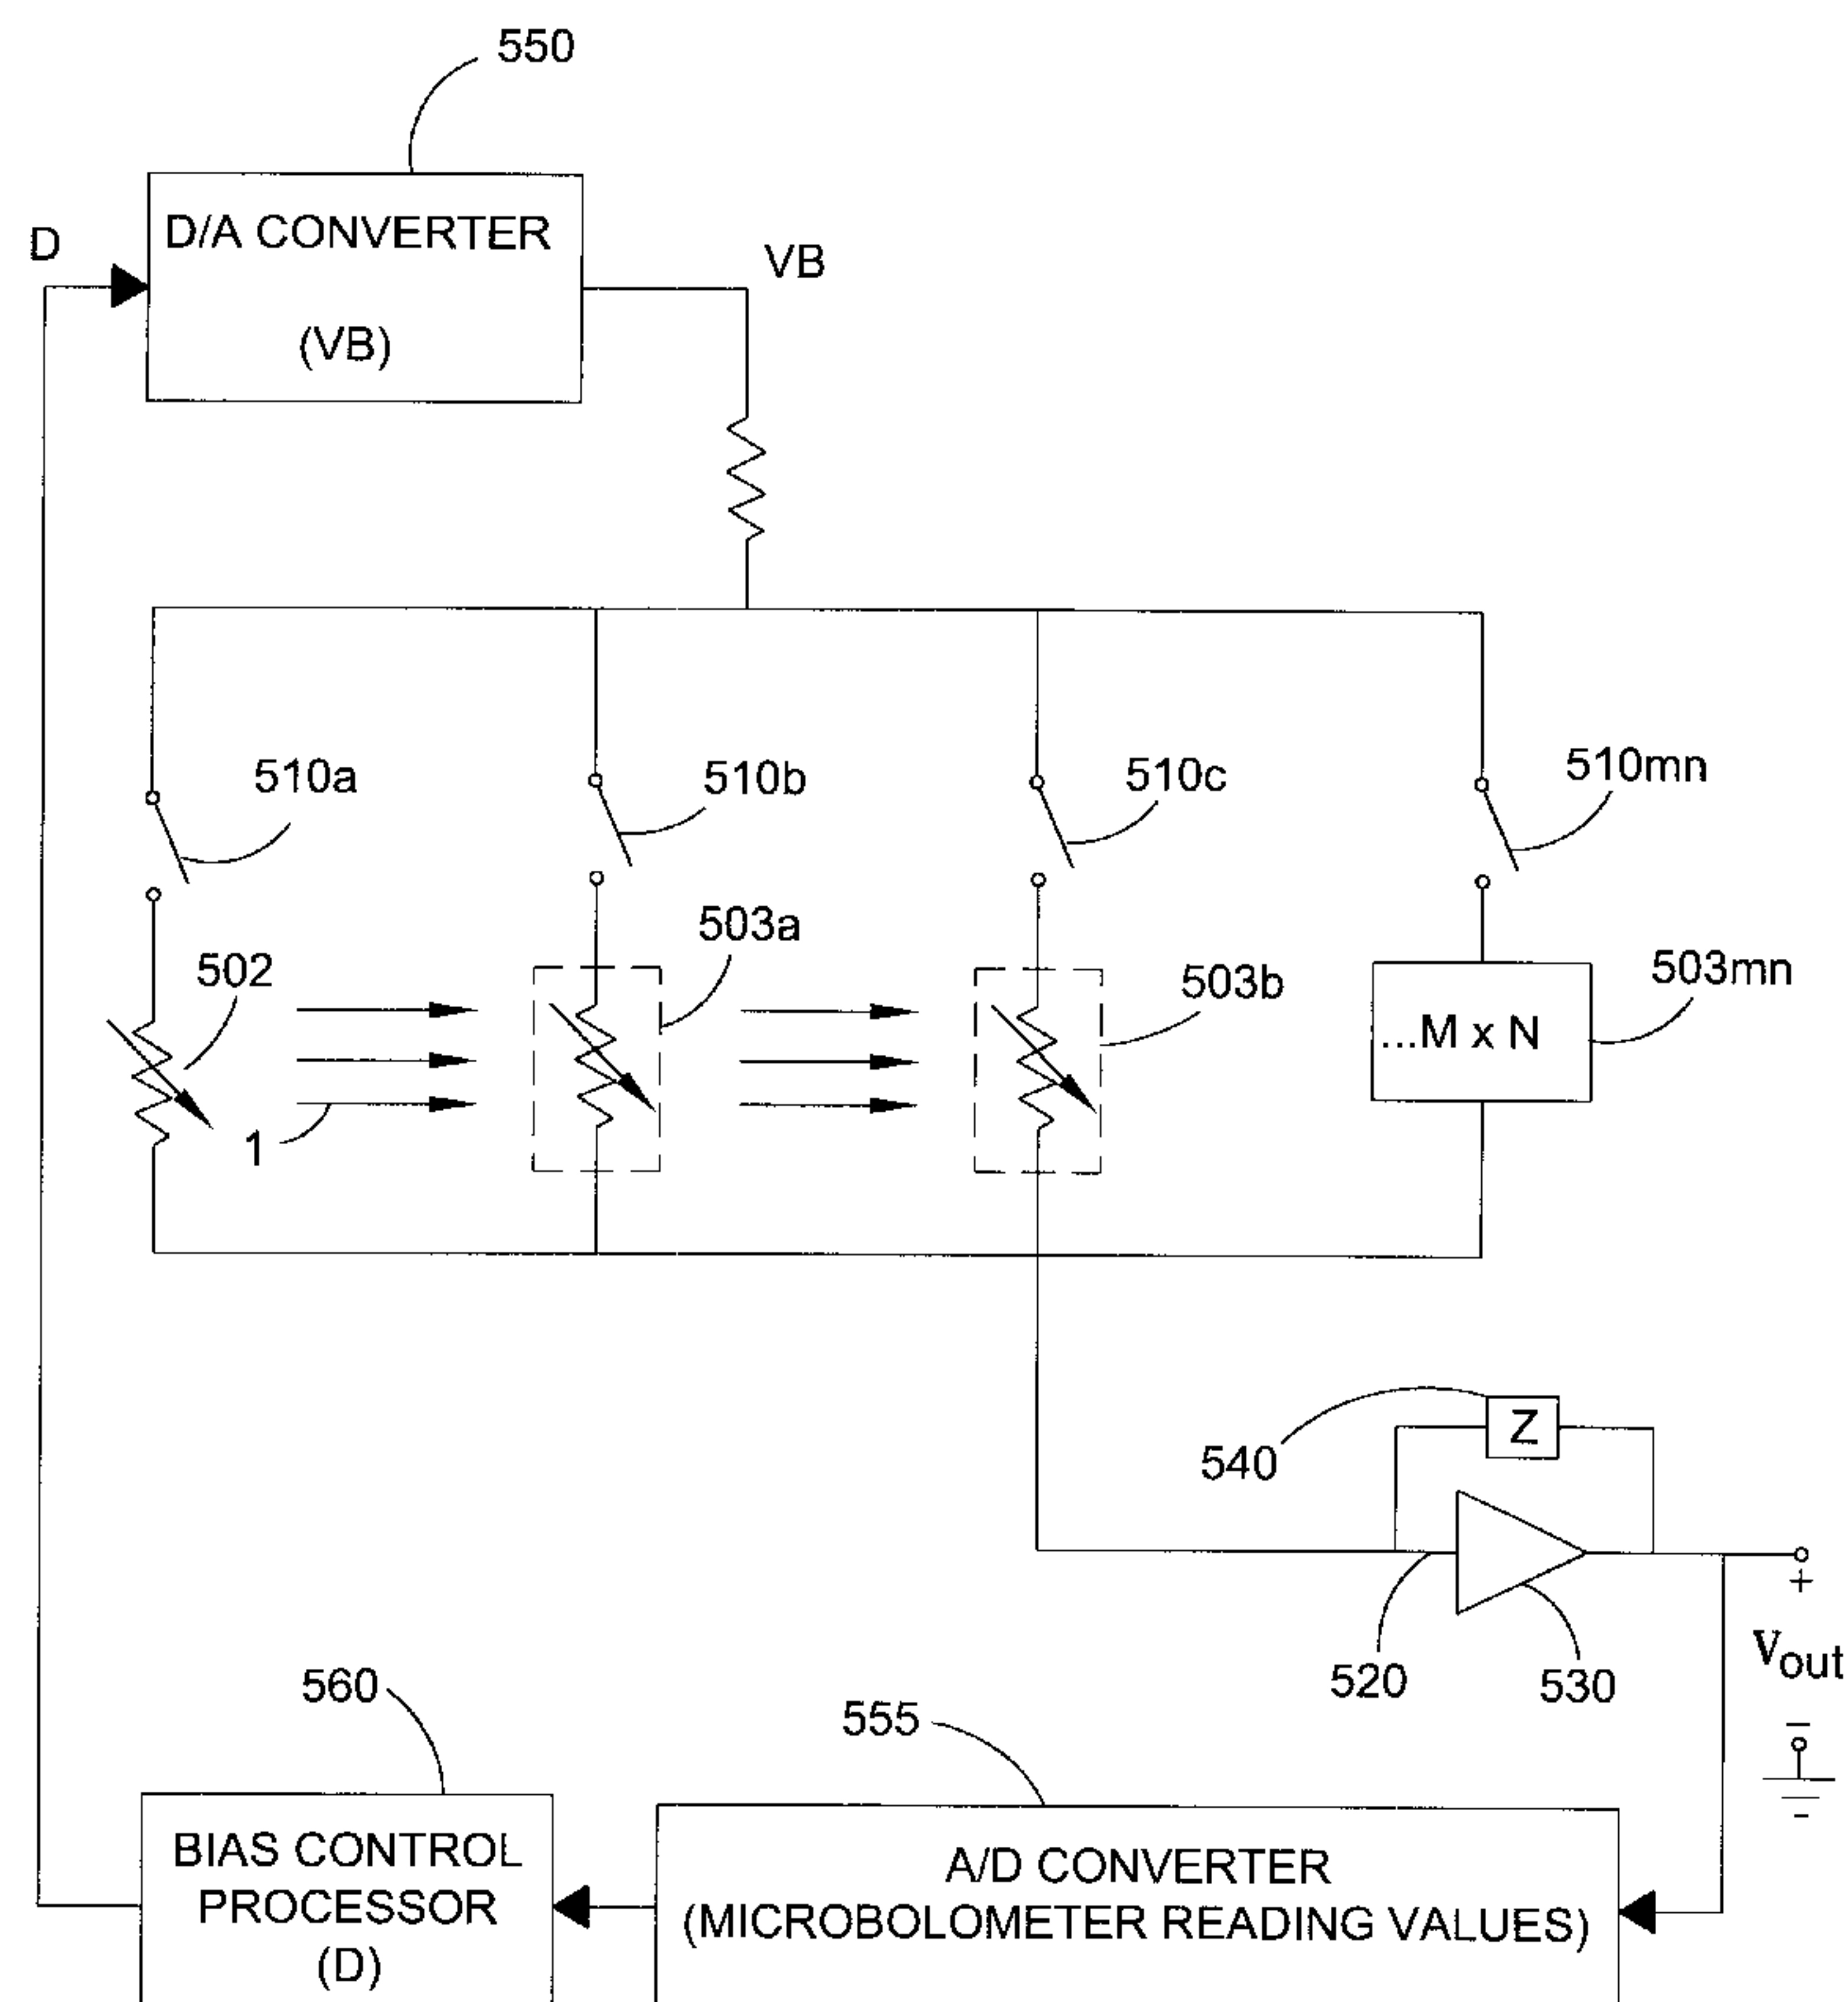 550
D
D/A CONVERTER
(VB)
VB
510a
510b
510c
510mn
502
503a
503b
503mn
...M x N
1
540
Z
520
530
+
Vout
−
560
555
BIAS CONTROL
PROCESSOR
(D)
A/D CONVERTER
(MICROBOLOMETER READING VALUES)